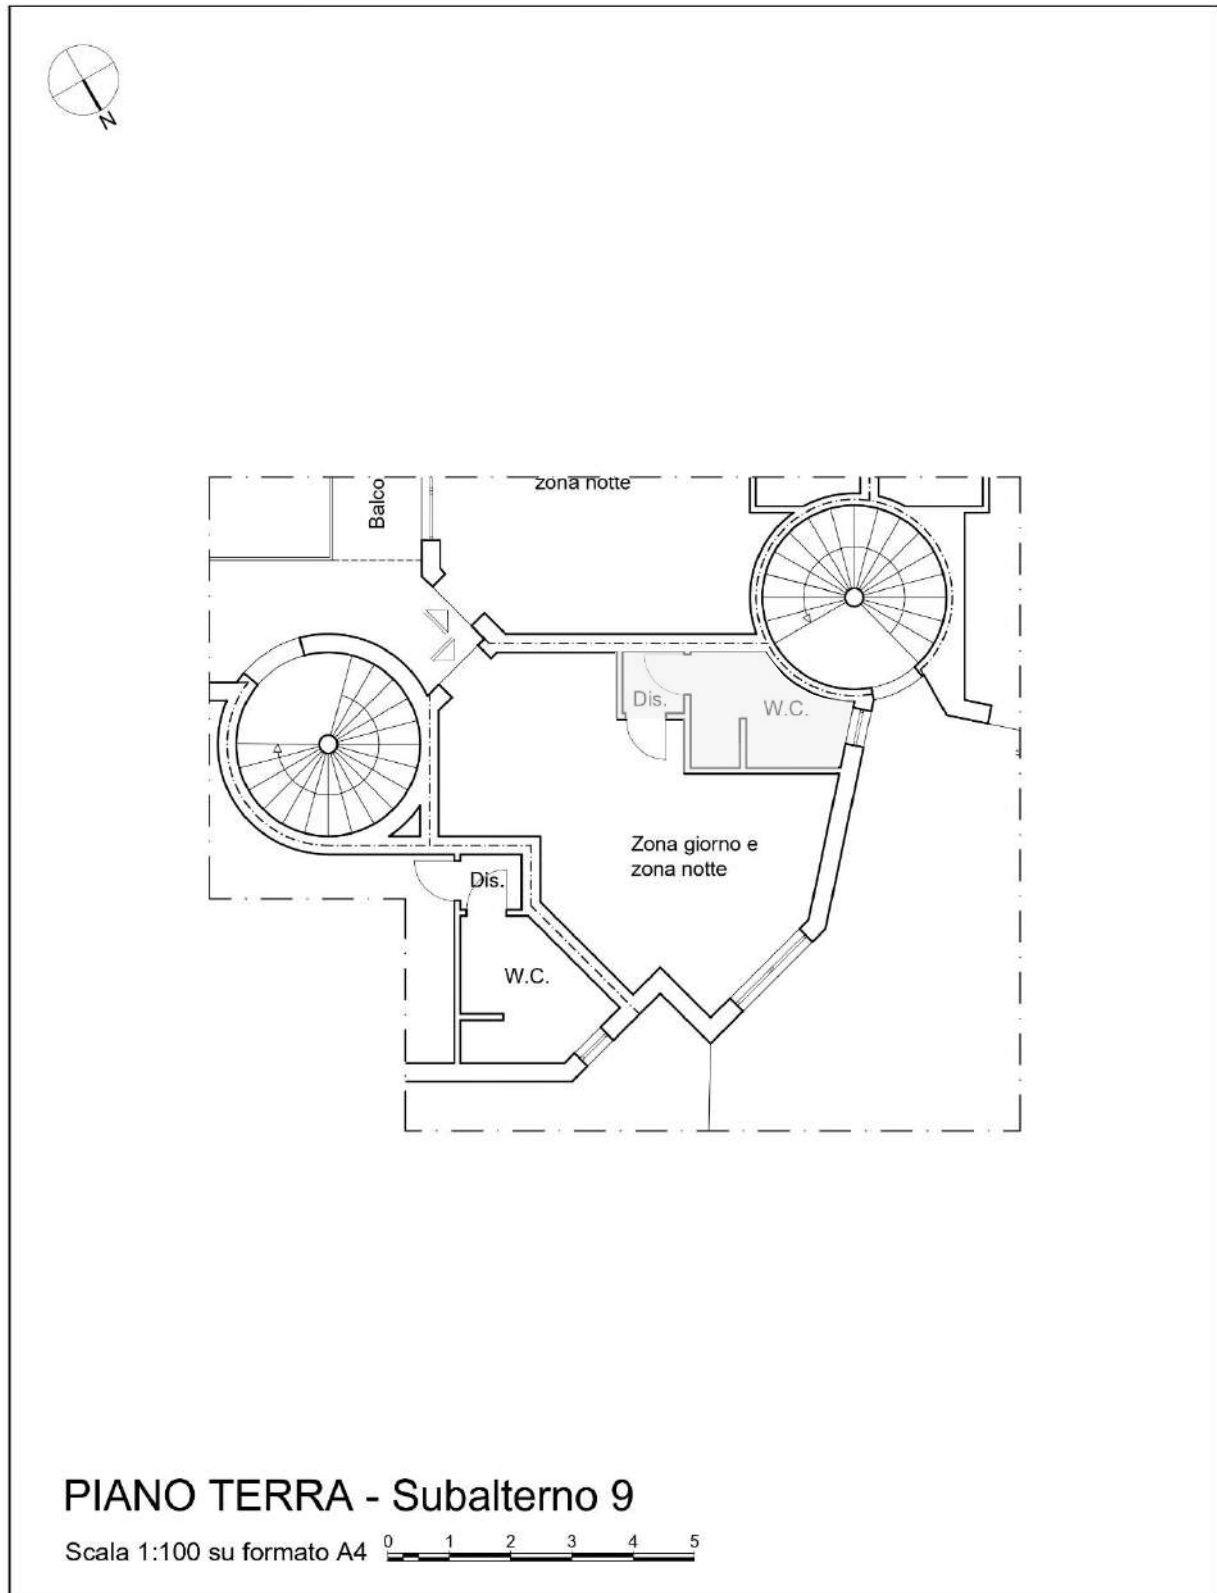 N
zona notte
Balco
Dis.
W.C.
Zona giorno e
zona notte
Dis.
W.C.
PIANO TERRA - Subalterno 9
Scala 1:100 su formato A4
0 1 2 3 4 5